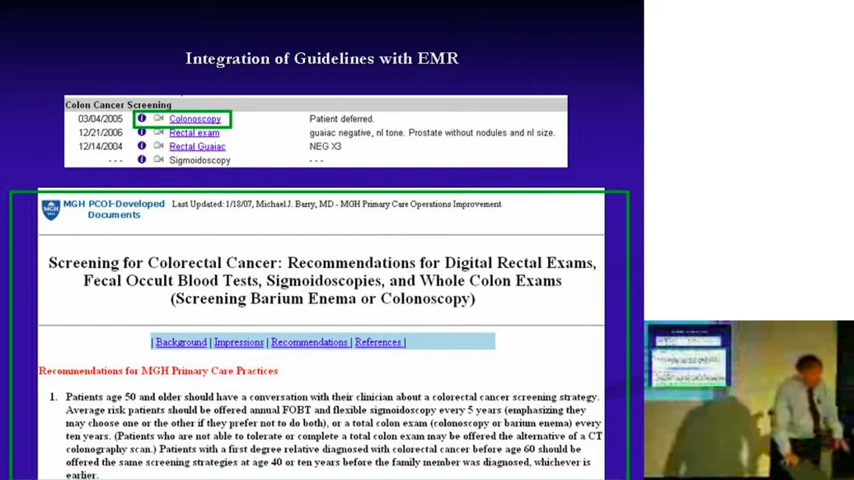 Integration of Guidelines with EMR
Colon Cancer Screening
03/04/2005 Colonoscopy Patient deferred.
12/21/2006 Rectal exam guaiac negative, nl tone. Prostate without nodules and nl size.
12/14/2004 Rectal Guaiac NEG X3
- - - Sigmoidoscopy - - -
MGH PCOI-Developed Last Updated: 1/18/07, Michael J. Barry, MD - MGH Primary Care Operations Improvement
Documents
Screening for Colorectal Cancer: Recommendations for Digital Rectal Exams,
Fecal Occult Blood Tests, Sigmoidoscopies, and Whole Colon Exams
(Screening Barium Enema or Colonoscopy)
| Background | Impressions | Recommendations | References |
Recommendations for MGH Primary Care Practices
1. Patients age 50 and older should have a conversation with their clinician about a colorectal cancer screening strategy.
Average risk patients should be offered annual FOBT and flexible sigmoidoscopy every 5 years (emphasizing they
may choose one or the other if they prefer not to do both), or a total colon exam (colonoscopy or barium enema) every
ten years. (Patients who are not able to tolerate or complete a total colon exam may be offered the alternative of a CT
colonography scan.) Patients with a first degree relative diagnosed with colorectal cancer before age 60 should be
offered the same screening strategies at age 40 or ten years before the family member was diagnosed, whichever is
earlier.